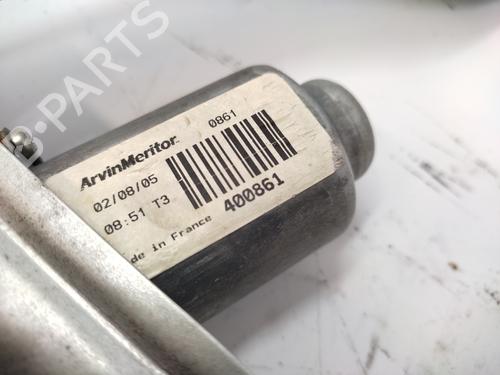 B-PARTS
ArvinMeritor
0861
02/08/05
08:51 T3
400861
de in France